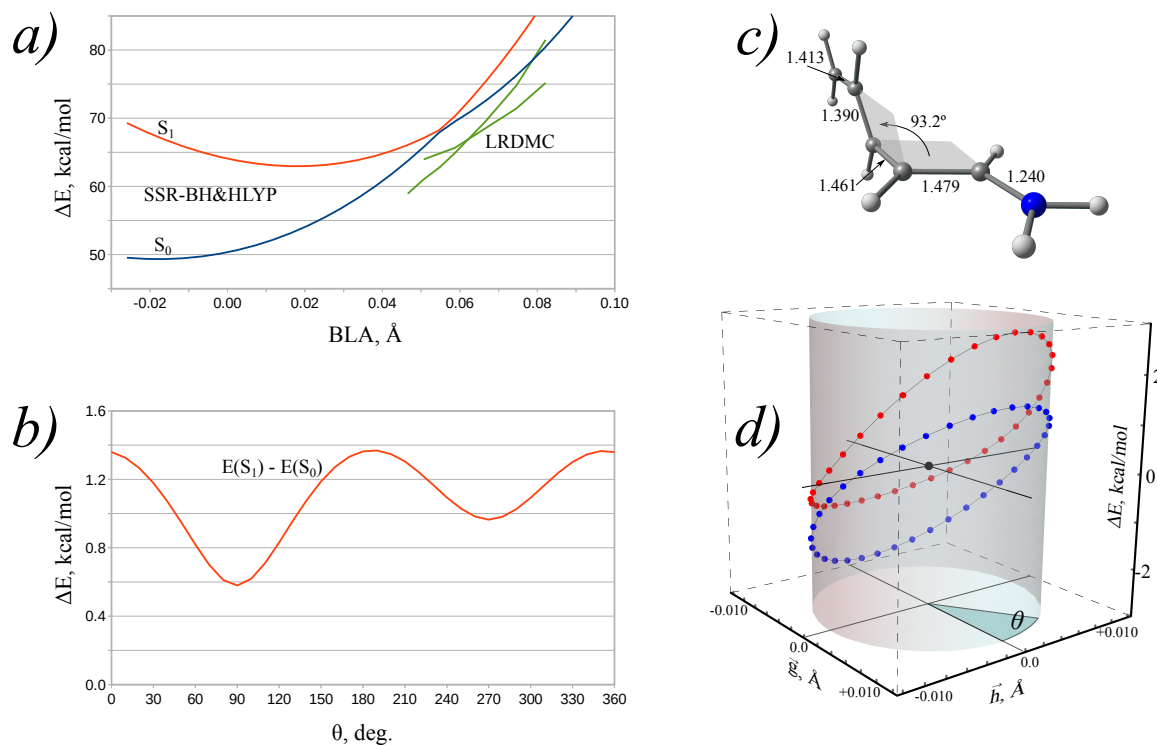 a)
ΔE, kcal/mol
80
70
60
50
S1
SSR-BH&HLYP
S0
LRDMC
-0.02 0.00 0.02 0.04 0.06 0.08 0.10
BLA, Å
b)
ΔE, kcal/mol
1.6
1.2
0.8
0.4
0.0
E(S1) - E(S0)
0 30 60 90 120 150 180 210 240 270 300 330 360
θ, deg.
c)
1.413
1.390
93.2º
1.461
1.479
1.240
d)
2
0
-2
ΔE, kcal/mol
θ
-0.010
0.0
+0.010
g, Å
-0.010
0.0
+0.010
h, Å